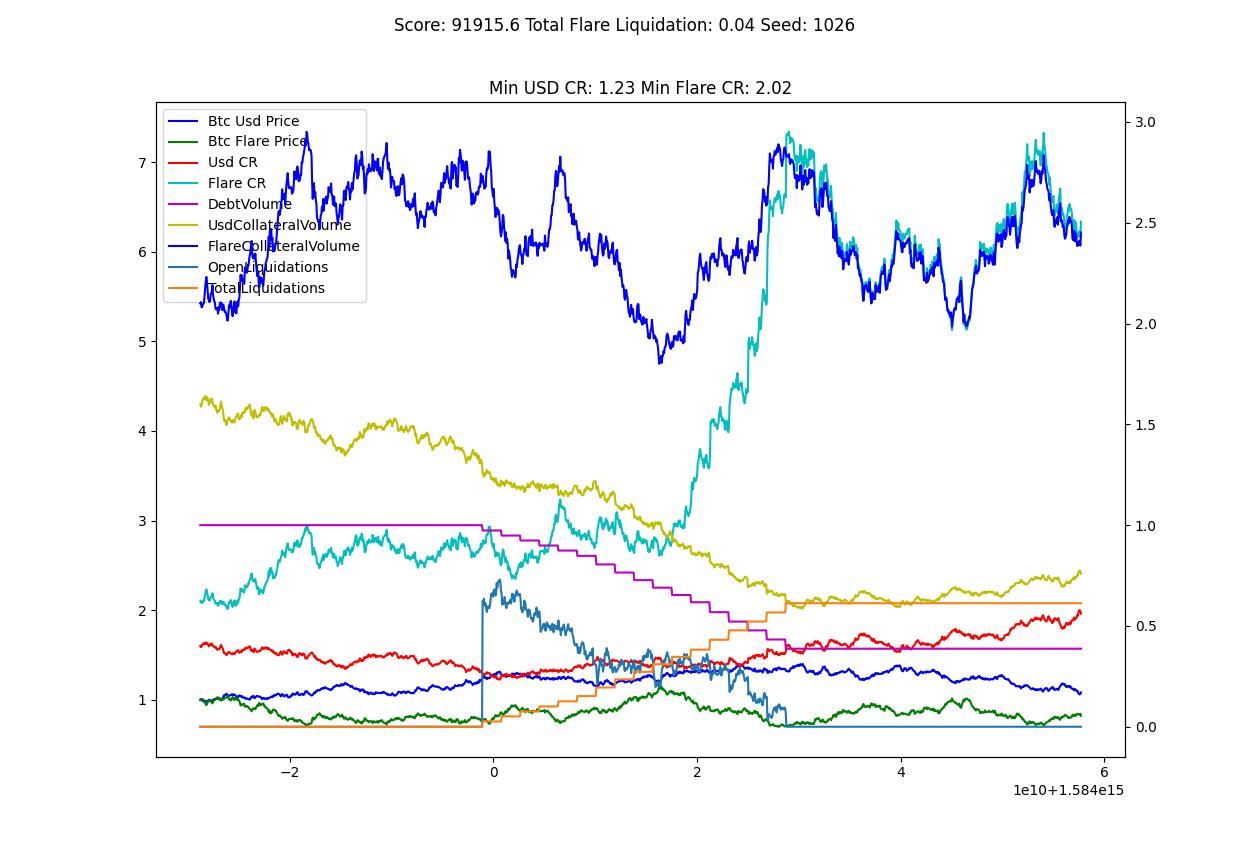 Score: 91915.6 Total Flare Liquidation: 0.04 Seed: 1026
Min USD CR: 1.23 Min Flare CR: 2.02
Btc Usd Price
Btc Flare Price
Usd CR
Flare CR
DebtVolume
UsdCollateralVolume
FlareCollateralVolume
OpenLiquidations
TotalLiquidations
7
6
5
4
3
2
1
3.0
2.5
2.0
1.5
1.0
0.5
0.0
−2
0
2
4
6
1e10+1.584e15